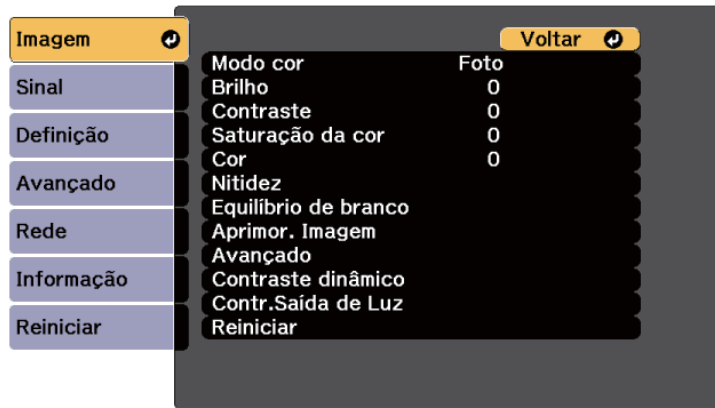 Imagem
Sinal
Definição
Avançado
Rede
Informação
Reiniciar
Voltar
Modo cor Foto
Brilho 0
Contraste 0
Saturação da cor 0
Cor 0
Nitidez
Equilíbrio de branco
Aprimor. Imagem
Avançado
Contraste dinâmico
Contr.Saída de Luz
Reiniciar